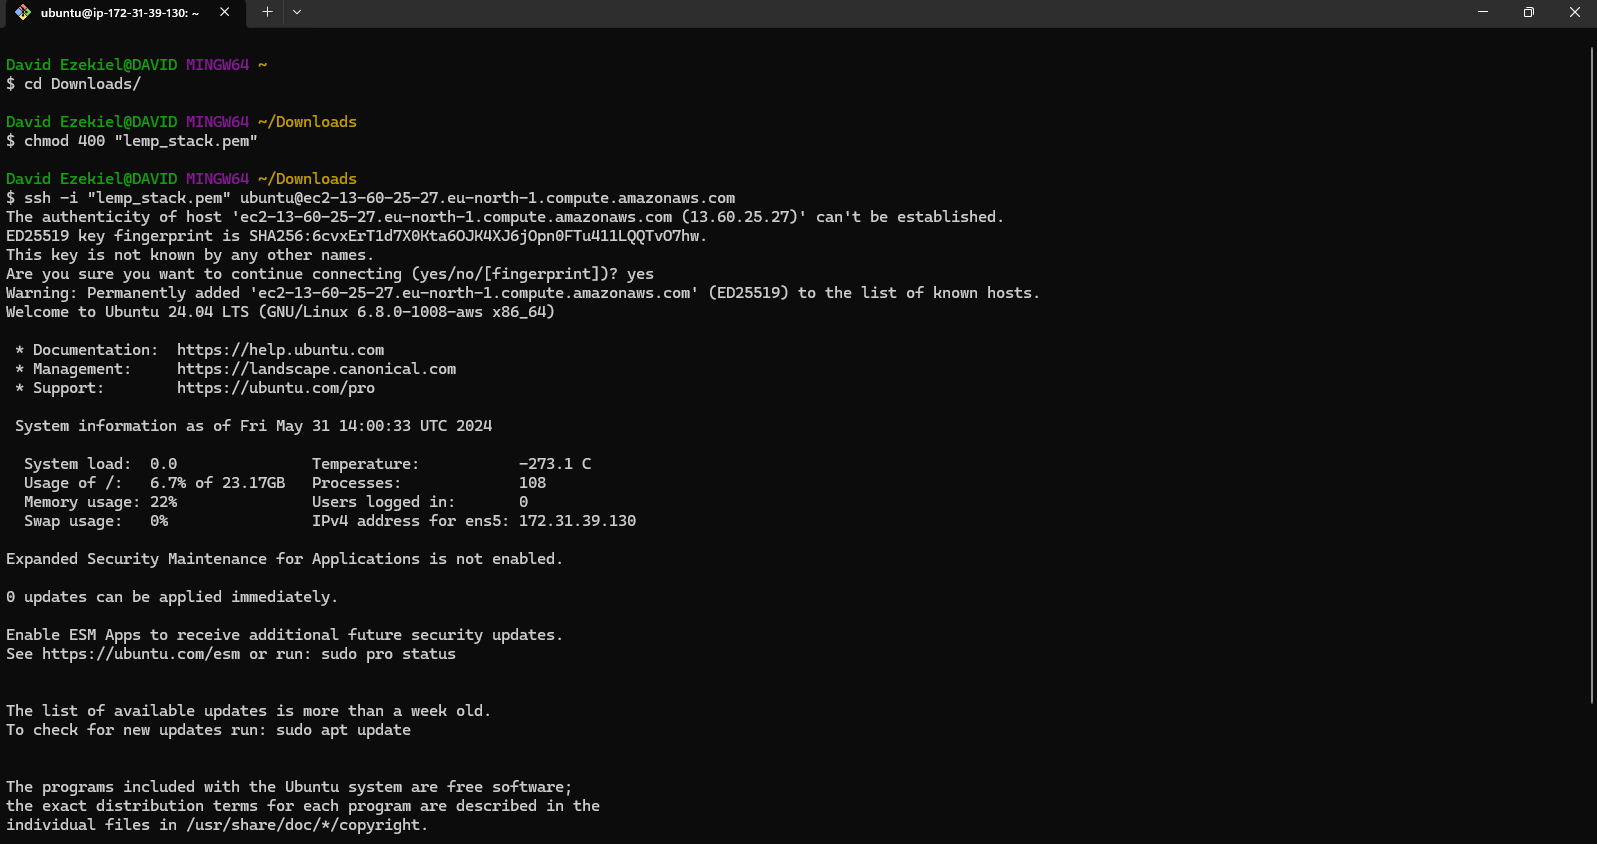 ubuntu@ip-172-31-39-130: ~
David Ezekiel@DAVID MINGW64 ~
$ cd Downloads/
David Ezekiel@DAVID MINGW64 ~/Downloads
$ chmod 400 "lemp_stack.pem"
David Ezekiel@DAVID MINGW64 ~/Downloads
$ ssh -i "lemp_stack.pem" ubuntu@ec2-13-60-25-27.eu-north-1.compute.amazonaws.com
The authenticity of host 'ec2-13-60-25-27.eu-north-1.compute.amazonaws.com (13.60.25.27)' can't be established.
ED25519 key fingerprint is SHA256:6cvxErT1d7X0Kta6OJK4XJ6jOpn0FTu411LQQTvO7hw.
This key is not known by any other names.
Are you sure you want to continue connecting (yes/no/[fingerprint])? yes
Warning: Permanently added 'ec2-13-60-25-27.eu-north-1.compute.amazonaws.com' (ED25519) to the list of known hosts.
Welcome to Ubuntu 24.04 LTS (GNU/Linux 6.8.0-1008-aws x86_64)
* Documentation:  https://help.ubuntu.com
* Management:     https://landscape.canonical.com
* Support:        https://ubuntu.com/pro
System information as of Fri May 31 14:00:33 UTC 2024
System load:  0.0               Temperature:           -273.1 C
Usage of /:   6.7% of 23.17GB   Processes:             108
Memory usage: 22%               Users logged in:       0
Swap usage:   0%                IPv4 address for ens5: 172.31.39.130
Expanded Security Maintenance for Applications is not enabled.
0 updates can be applied immediately.
Enable ESM Apps to receive additional future security updates.
See https://ubuntu.com/esm or run: sudo pro status
The list of available updates is more than a week old.
To check for new updates run: sudo apt update
The programs included with the Ubuntu system are free software;
the exact distribution terms for each program are described in the
individual files in /usr/share/doc/*/copyright.